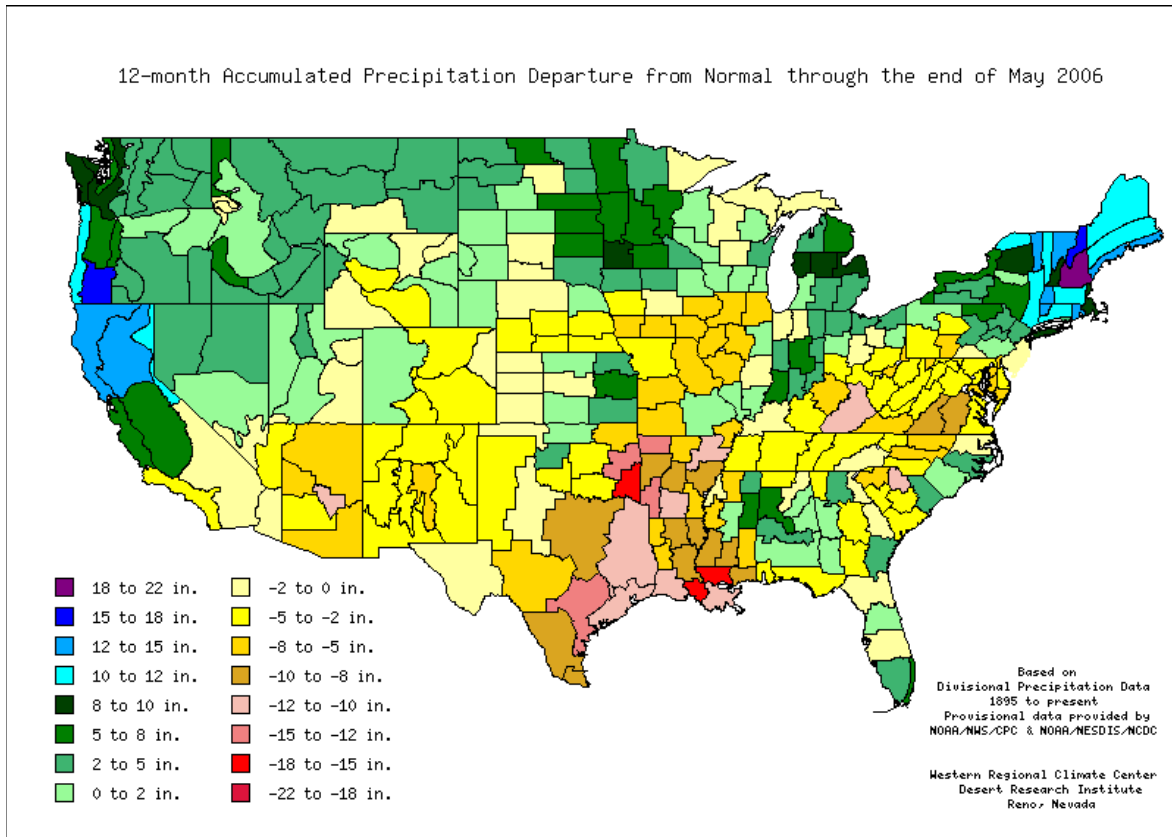 12-month Accumulated Precipitation Departure from Normal through the end of May 2006
18 to 22 in.
15 to 18 in.
12 to 15 in.
10 to 12 in.
8 to 10 in.
5 to 8 in.
2 to 5 in.
0 to 2 in.
-2 to 0 in.
-5 to -2 in.
-8 to -5 in.
-10 to -8 in.
-12 to -10 in.
-15 to -12 in.
-18 to -15 in.
-22 to -18 in.
Based on
Divisional Precipitation Data
1895 to present
Provisional data provided by
NOAA/NWS/CPC & NOAA/NESDIS/NCDC
Western Regional Climate Center
Desert Research Institute
Reno, Nevada